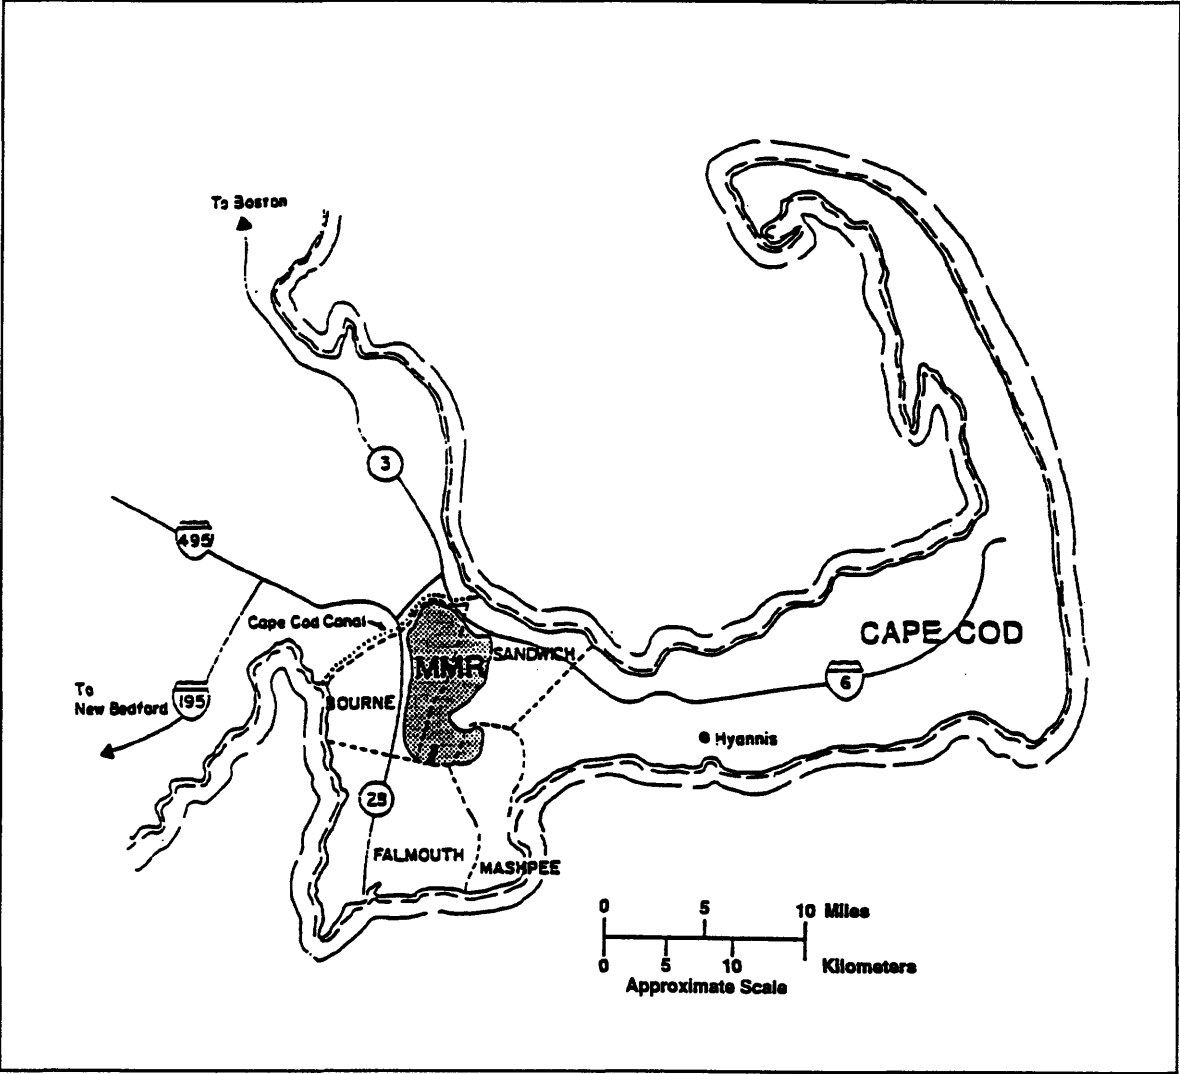 To Boston
3
495
Cape Cod Canal
CAPE COD
MMR
SANDWICH
6
To
New Bedford
195
BOURNE
Hyannis
25
FALMOUTH
MASHPEE
0 5 10 Miles
0 5 10 Kilometers
Approximate Scale